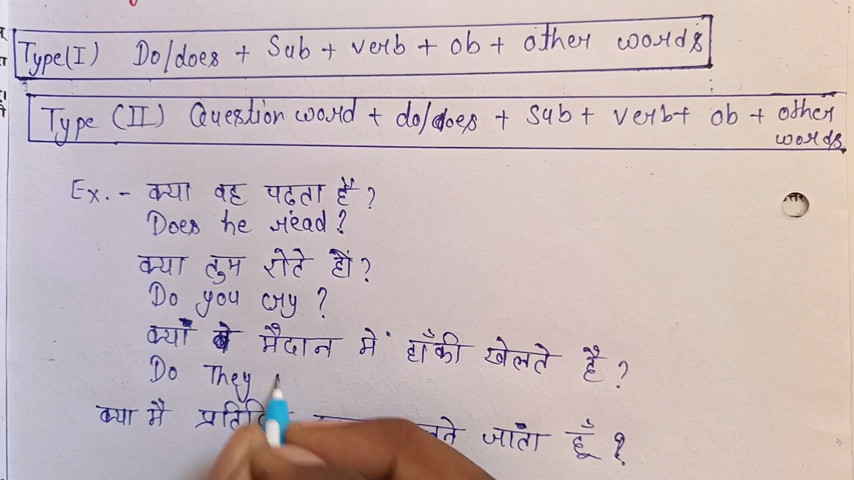 Type(I) Do/does + Sub + verb + ob + other words
Type (II) Question word + do/does + sub + verb + ob + other
words
Ex. - क्या वह पढ़ता है ?
Does he read ?
क्या तुम रोते हों ?
Do you cry ?
क्या वे मैदान में हॉकी खेलते है ?
Do They
क्या मै जाता हूँ ?